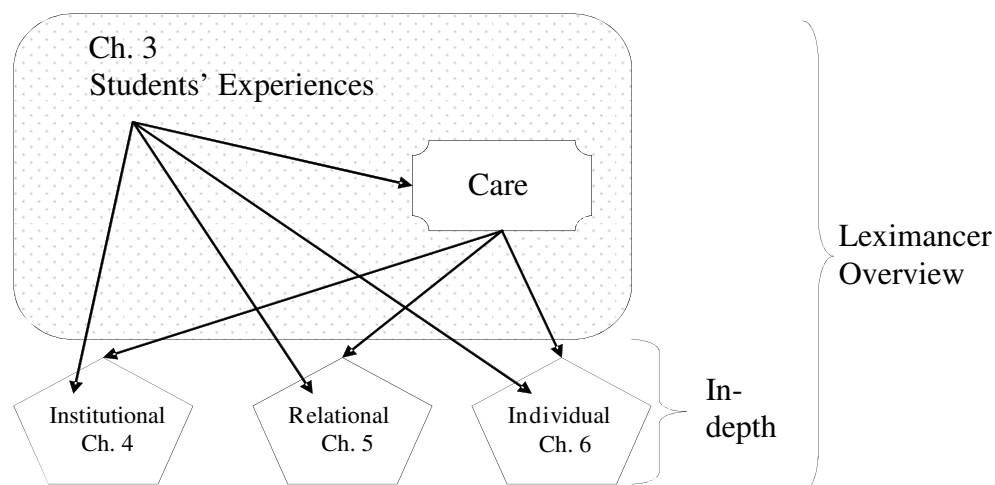 Ch. 3
Students’ Experiences
Care
Leximancer
Overview
Institutional
Ch. 4
Relational
Ch. 5
Individual
Ch. 6
In-
depth